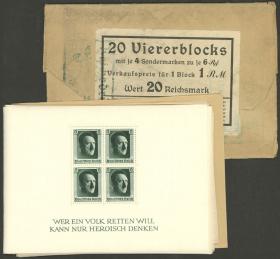 20 Viererblocks
mit je 4 Sondermarken zu je 6 Rpf
Verkaufspreis für 1 Block 1 R.M
Wert 20 Reichsmark
WER EIN VOLK RETTEN WILL
KANN NUR HEROISCH DENKEN